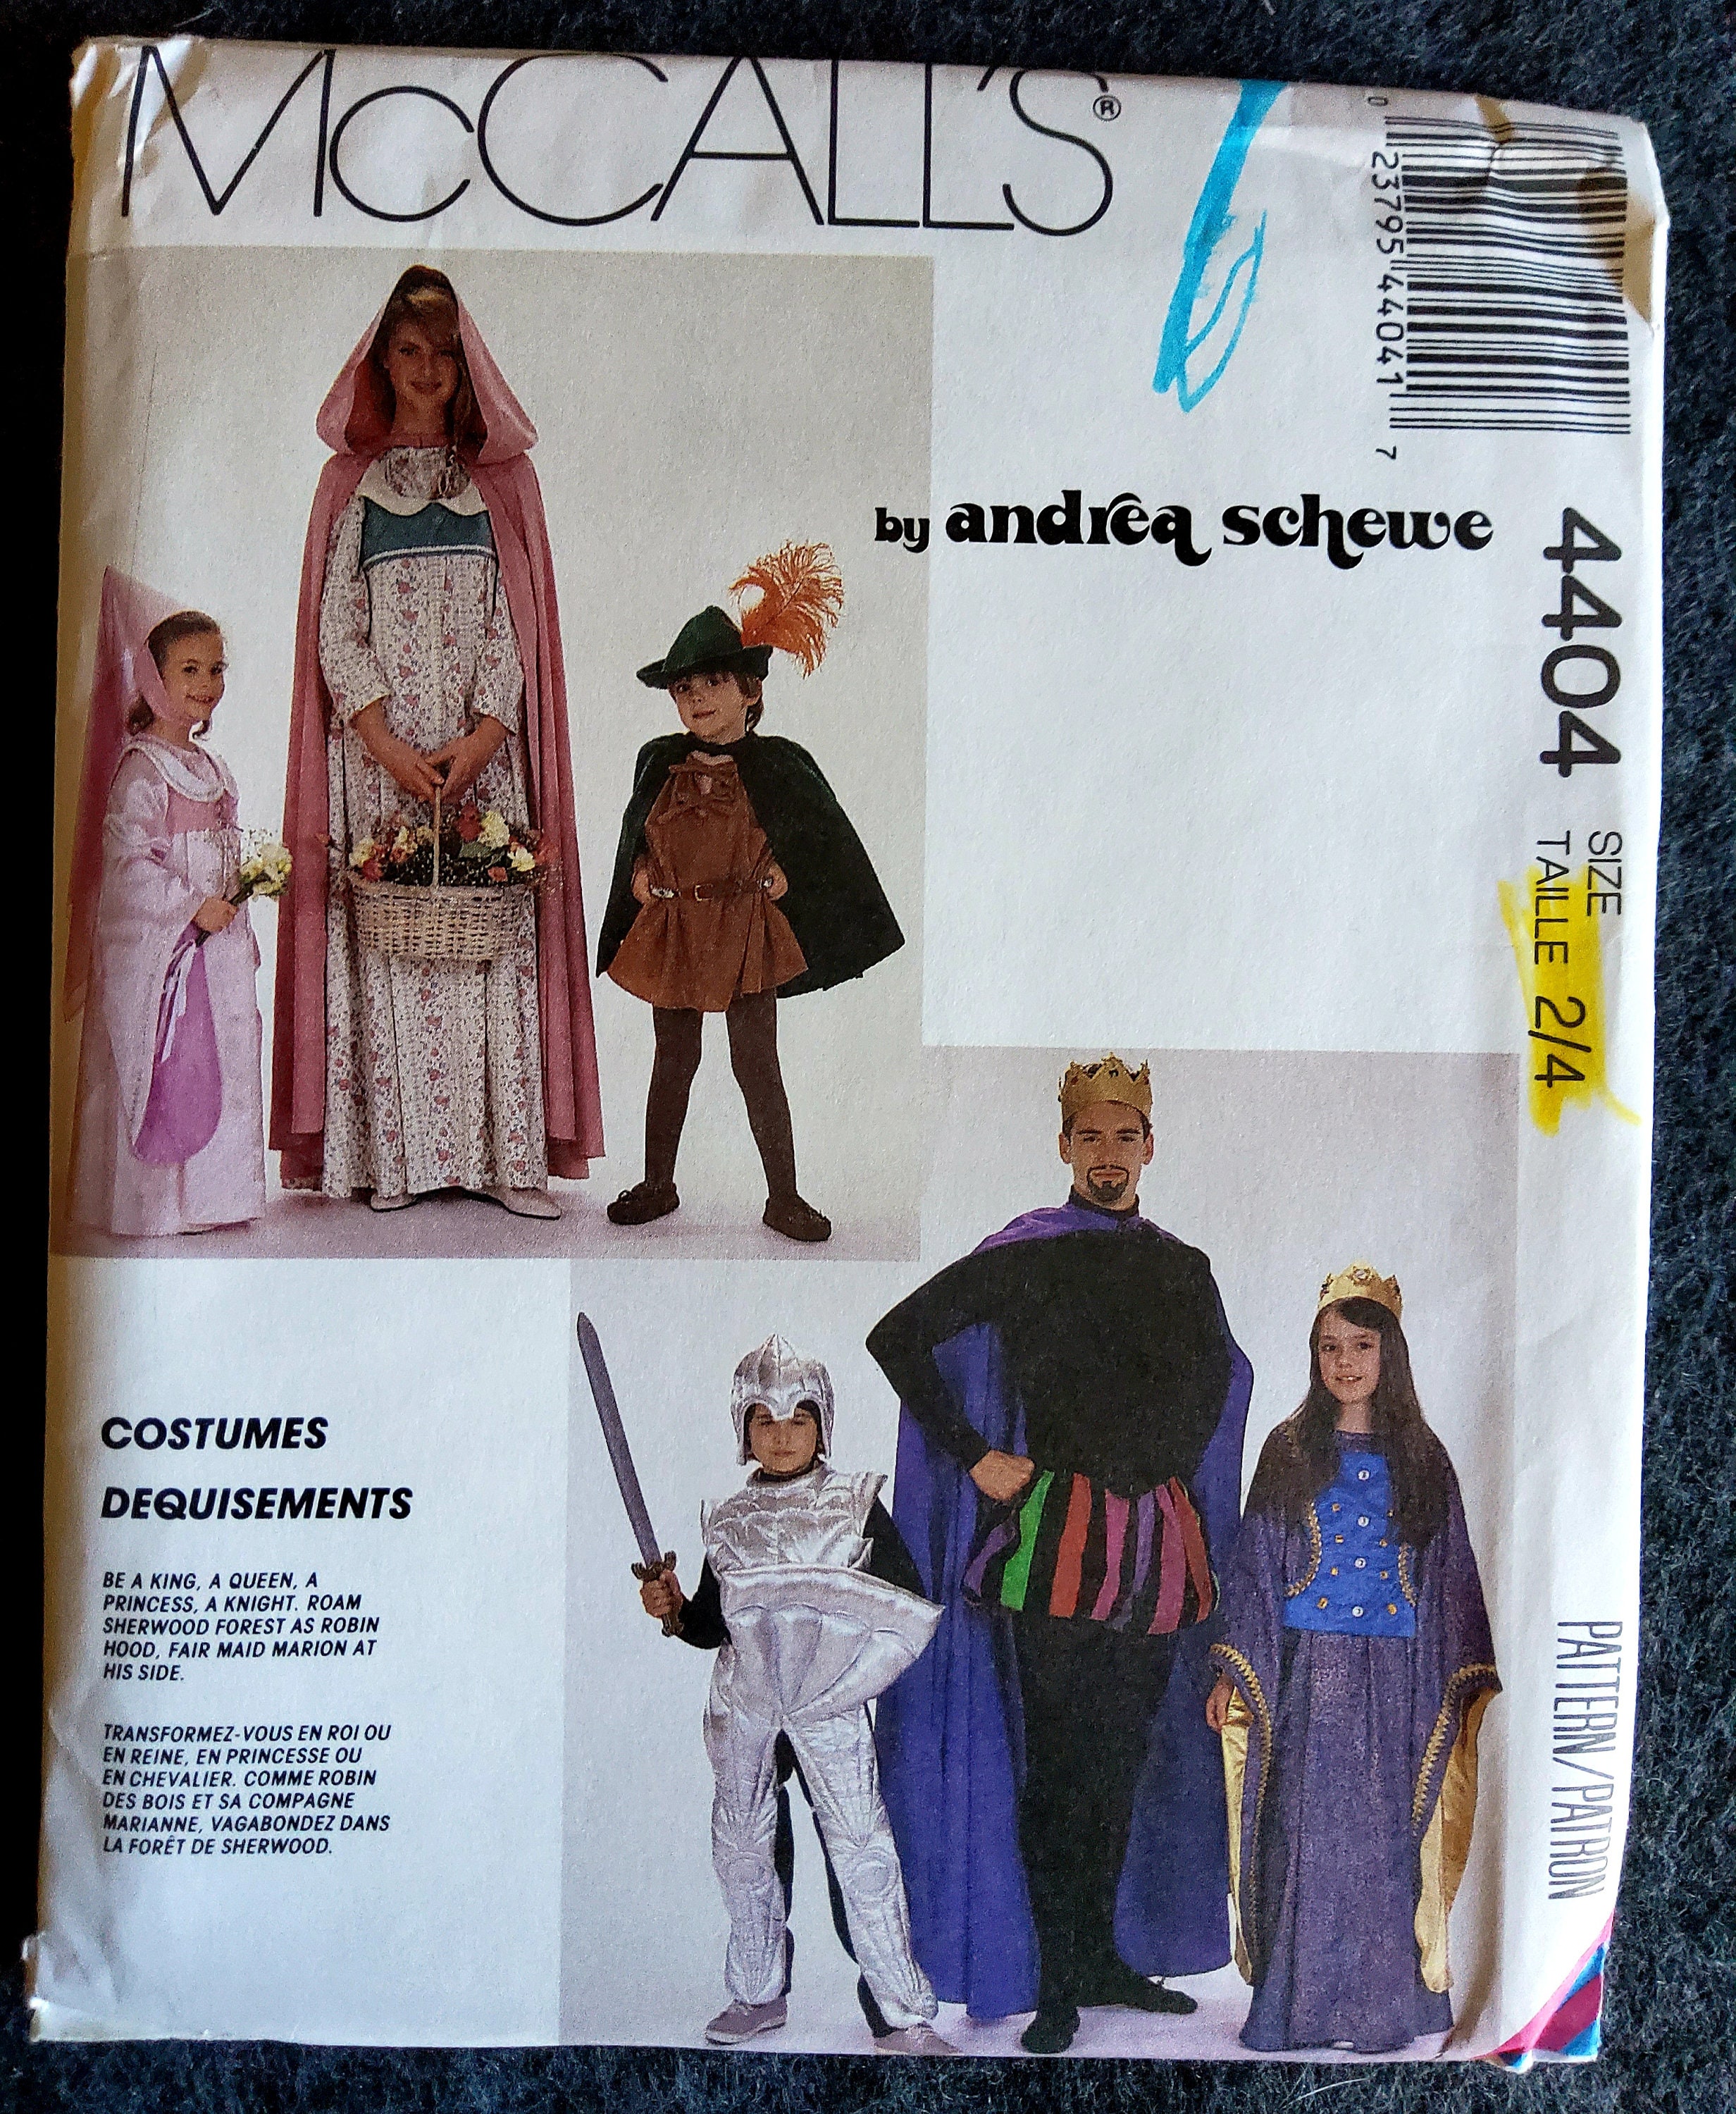 McCALL'S®
0 23795 44041 7
by andrea schewe
4404 SIZE
TAILLE 2/4
PATTERN/PATRON
COSTUMES
DEQUISEMENTS
BE A KING, A QUEEN, A
PRINCESS, A KNIGHT. ROAM
SHERWOOD FOREST AS ROBIN
HOOD, FAIR MAID MARION AT
HIS SIDE.
TRANSFORMEZ-VOUS EN ROI OU
EN REINE, EN PRINCESSE OU
EN CHEVALIER. COMME ROBIN
DES BOIS ET SA COMPAGNE
MARIANNE, VAGABONDEZ DANS
LA FORÊT DE SHERWOOD.